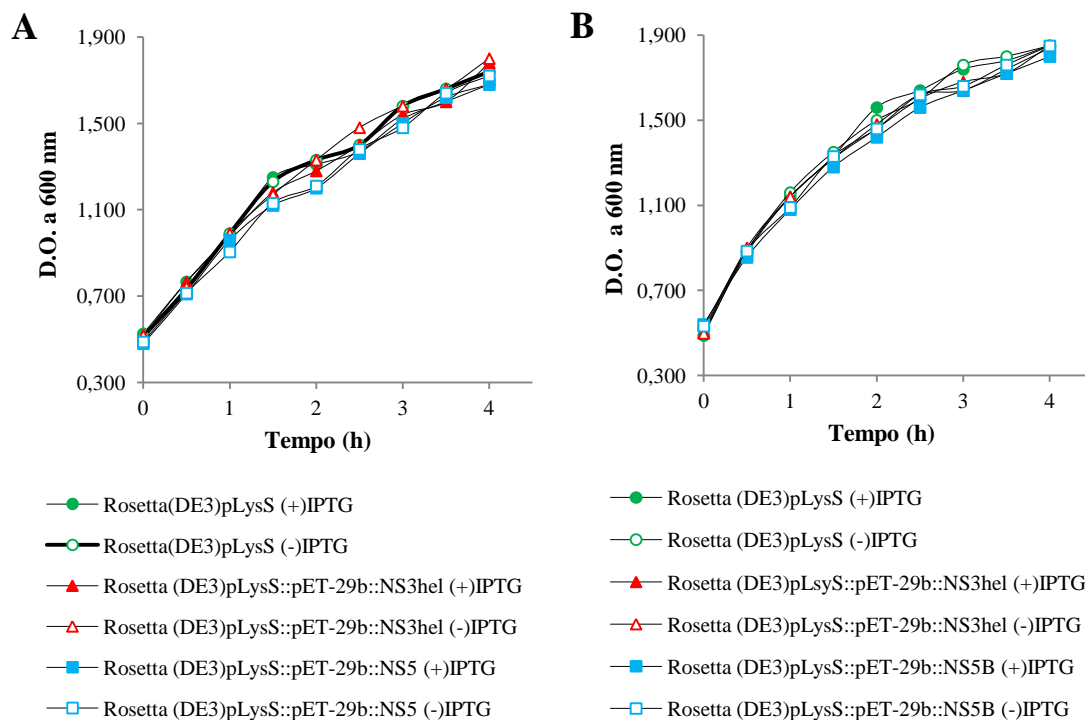 A
D.O. a 600 nm
1,900
1,500
1,100
0,700
0,300
0 1 2 3 4
Tempo (h)
Rosetta(DE3)pLysS (+)IPTG
Rosetta(DE3)pLysS (-)IPTG
Rosetta (DE3)pLysS::pET-29b::NS3hel (+)IPTG
Rosetta (DE3)pLysS::pET-29b::NS3hel (-)IPTG
Rosetta (DE3)pLysS::pET-29b::NS5 (+)IPTG
Rosetta (DE3)pLysS::pET-29b::NS5 (-)IPTG
B
D.O. a 600 nm
1,900
1,500
1,100
0,700
0,300
0 1 2 3 4
Tempo (h)
Rosetta (DE3)pLysS (+)IPTG
Rosetta (DE3)pLysS (-)IPTG
Rosetta (DE3)pLsyS::pET-29b::NS3hel (+)IPTG
Rosetta (DE3)pLysS::pET-29b::NS3hel (-)IPTG
Rosetta (DE3)pLysS::pET-29b::NS5B (+)IPTG
Rosetta (DE3)pLysS::pET-29b::NS5B (-)IPTG